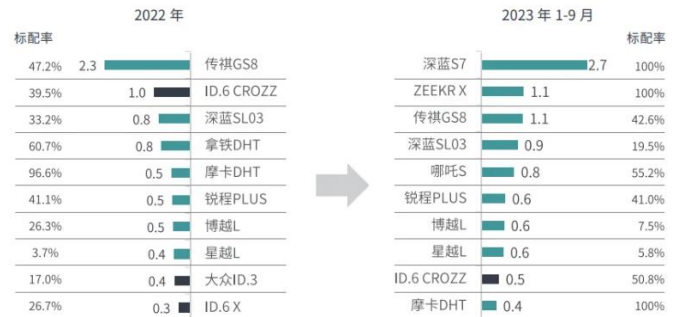 2022 年
2023 年 1-9 月
标配率
标配率
47.2% 2.3 传祺GS8
39.5% 1.0 ID.6 CROZZ
33.2% 0.8 深蓝SL03
60.7% 0.8 拿铁DHT
96.6% 0.5 摩卡DHT
41.1% 0.5 锐程PLUS
26.3% 0.5 博越L
3.7% 0.4 星越L
17.0% 0.4 大众ID.3
26.7% 0.3 ID.6 X
深蓝S7 2.7 100%
ZEEKR X 1.1 100%
传祺GS8 1.1 42.6%
深蓝SL03 0.9 19.5%
哪吒S 0.8 55.2%
锐程PLUS 0.6 41.0%
博越L 0.6 7.5%
星越L 0.6 5.8%
ID.6 CROZZ 0.5 50.8%
摩卡DHT 0.4 100%